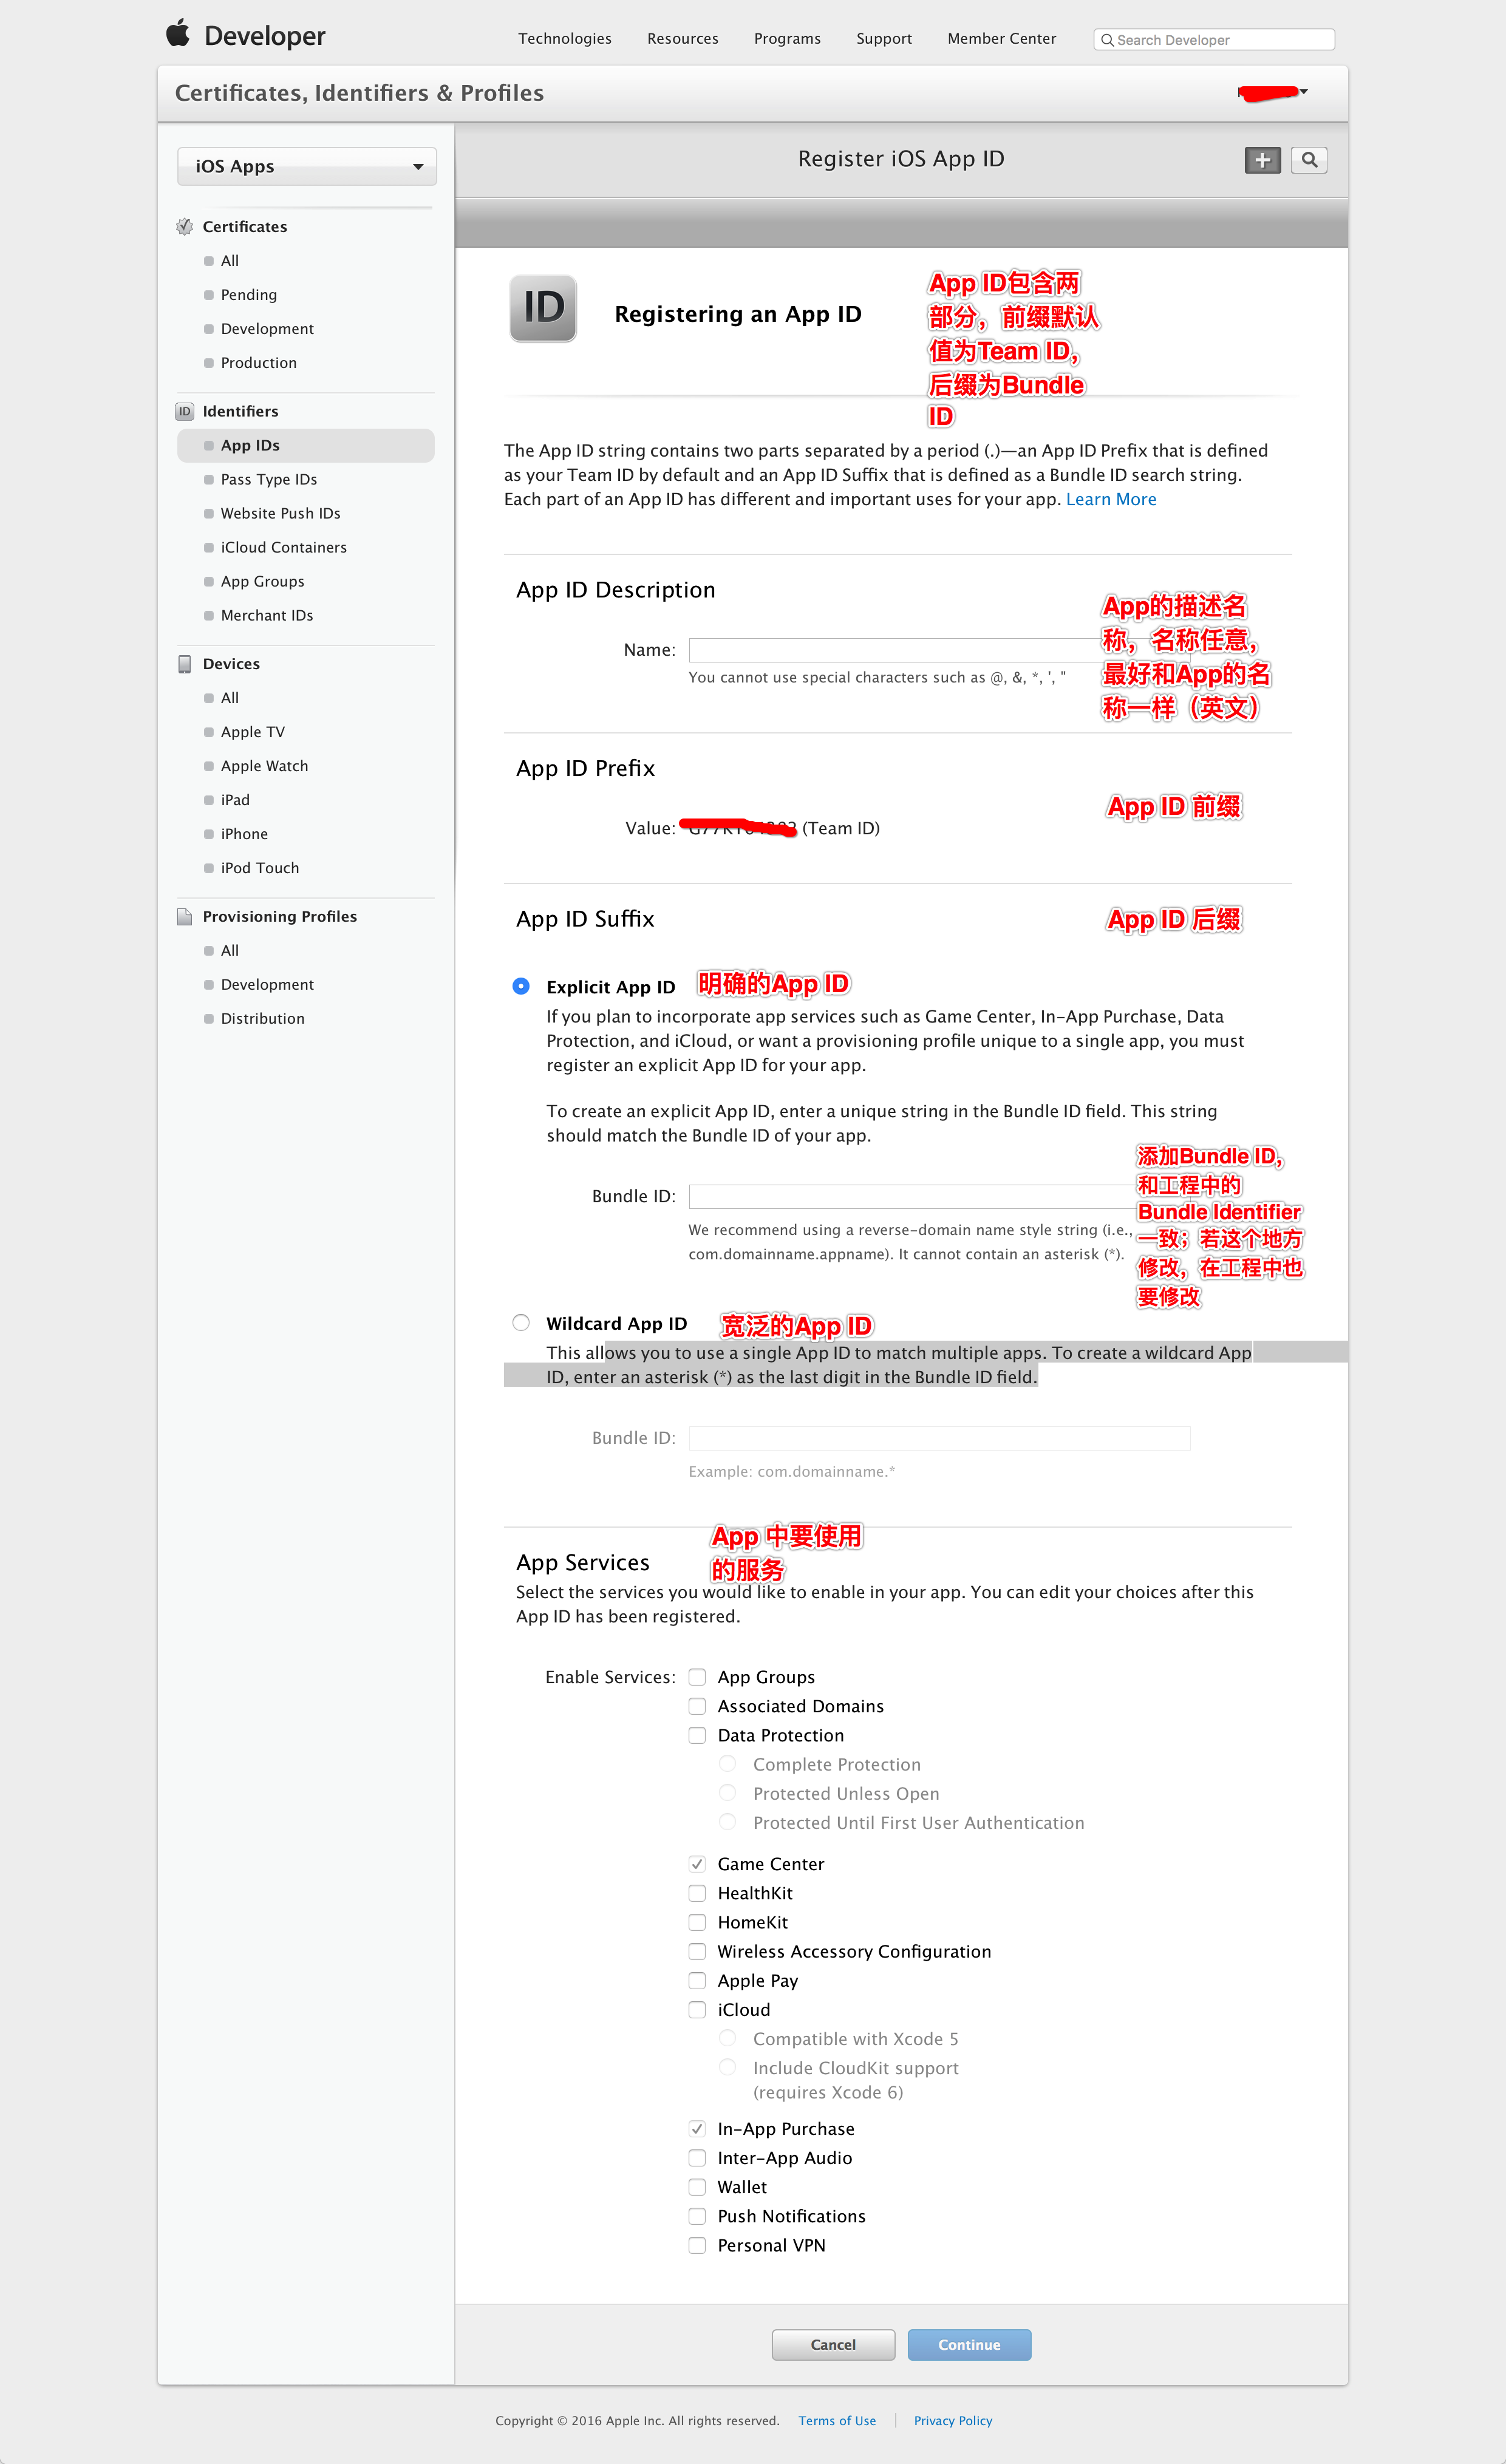 Developer
Technologies Resources Programs Support Member Center Search Developer
Certificates, Identifiers & Profiles
iOS Apps
Register iOS App ID
Certificates
All
Pending
Development
Production
Identifiers
App IDs
Pass Type IDs
Website Push IDs
iCloud Containers
App Groups
Merchant IDs
Devices
All
Apple TV
Apple Watch
iPad
iPhone
iPod Touch
Provisioning Profiles
All
Development
Distribution
ID
Registering an App ID
App ID包含两
部分，前缀默认
值为Team ID，
后缀为Bundle
ID
The App ID string contains two parts separated by a period (.)—an App ID Prefix that is defined
as your Team ID by default and an App ID Suffix that is defined as a Bundle ID search string.
Each part of an App ID has different and important uses for your app. Learn More
App ID Description
Name:
You cannot use special characters such as @, &, *, ', "
App的描述名
称，名称任意，
最好和App的名
称一样（英文）
App ID Prefix
App ID 前缀
Value: (Team ID)
App ID Suffix
App ID 后缀
Explicit App ID 明确的App ID
If you plan to incorporate app services such as Game Center, In-App Purchase, Data
Protection, and iCloud, or want a provisioning profile unique to a single app, you must
register an explicit App ID for your app.
To create an explicit App ID, enter a unique string in the Bundle ID field. This string
should match the Bundle ID of your app.
Bundle ID:
We recommend using a reverse-domain name style string (i.e.,
com.domainname.appname). It cannot contain an asterisk (*).
添加Bundle ID，
和工程中的
Bundle Identifier
一致；若这个地方
修改，在工程中也
要修改
Wildcard App ID 宽泛的App ID
This allows you to use a single App ID to match multiple apps. To create a wildcard App
ID, enter an asterisk (*) as the last digit in the Bundle ID field.
Bundle ID:
Example: com.domainname.*
App 中要使用
的服务
App Services
Select the services you would like to enable in your app. You can edit your choices after this
App ID has been registered.
Enable Services: App Groups
Associated Domains
Data Protection
Complete Protection
Protected Unless Open
Protected Until First User Authentication
Game Center
HealthKit
HomeKit
Wireless Accessory Configuration
Apple Pay
iCloud
Compatible with Xcode 5
Include CloudKit support
(requires Xcode 6)
In-App Purchase
Inter-App Audio
Wallet
Push Notifications
Personal VPN
Cancel Continue
Copyright © 2016 Apple Inc. All rights reserved. Terms of Use Privacy Policy